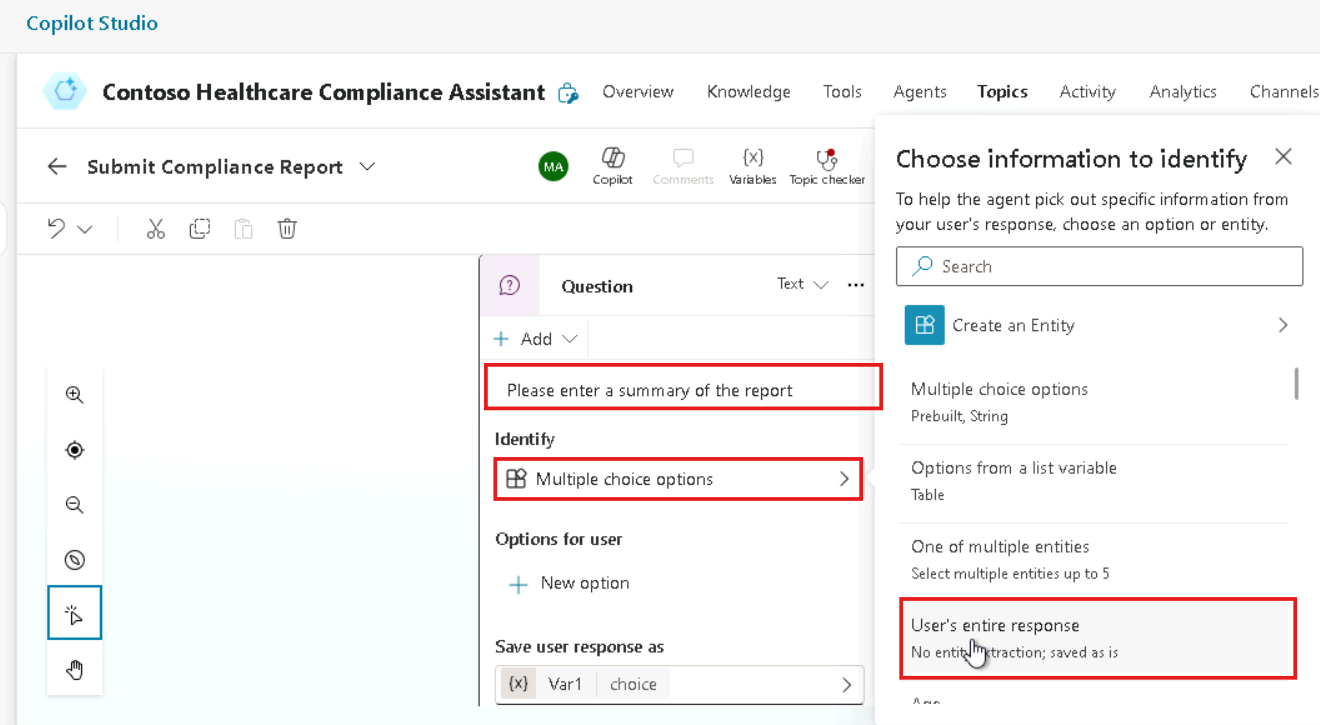 Copilot Studio
Contoso Healthcare Compliance Assistant
Overview
Knowledge
Tools
Agents
Topics
Activity
Analytics
Channels
Submit Compliance Report
MA
Copilot
Comments
{x}
Variables
Topic checker
Question
Text
Add
Please enter a summary of the report
Identify
Multiple choice options
Options for user
New option
Save user response as
{x} Var1 choice
Choose information to identify
To help the agent pick out specific information from
your user's response, choose an option or entity.
Search
Create an Entity
Multiple choice options
Prebuilt, String
Options from a list variable
Table
One of multiple entities
Select multiple entities up to 5
User's entire response
No saved as is